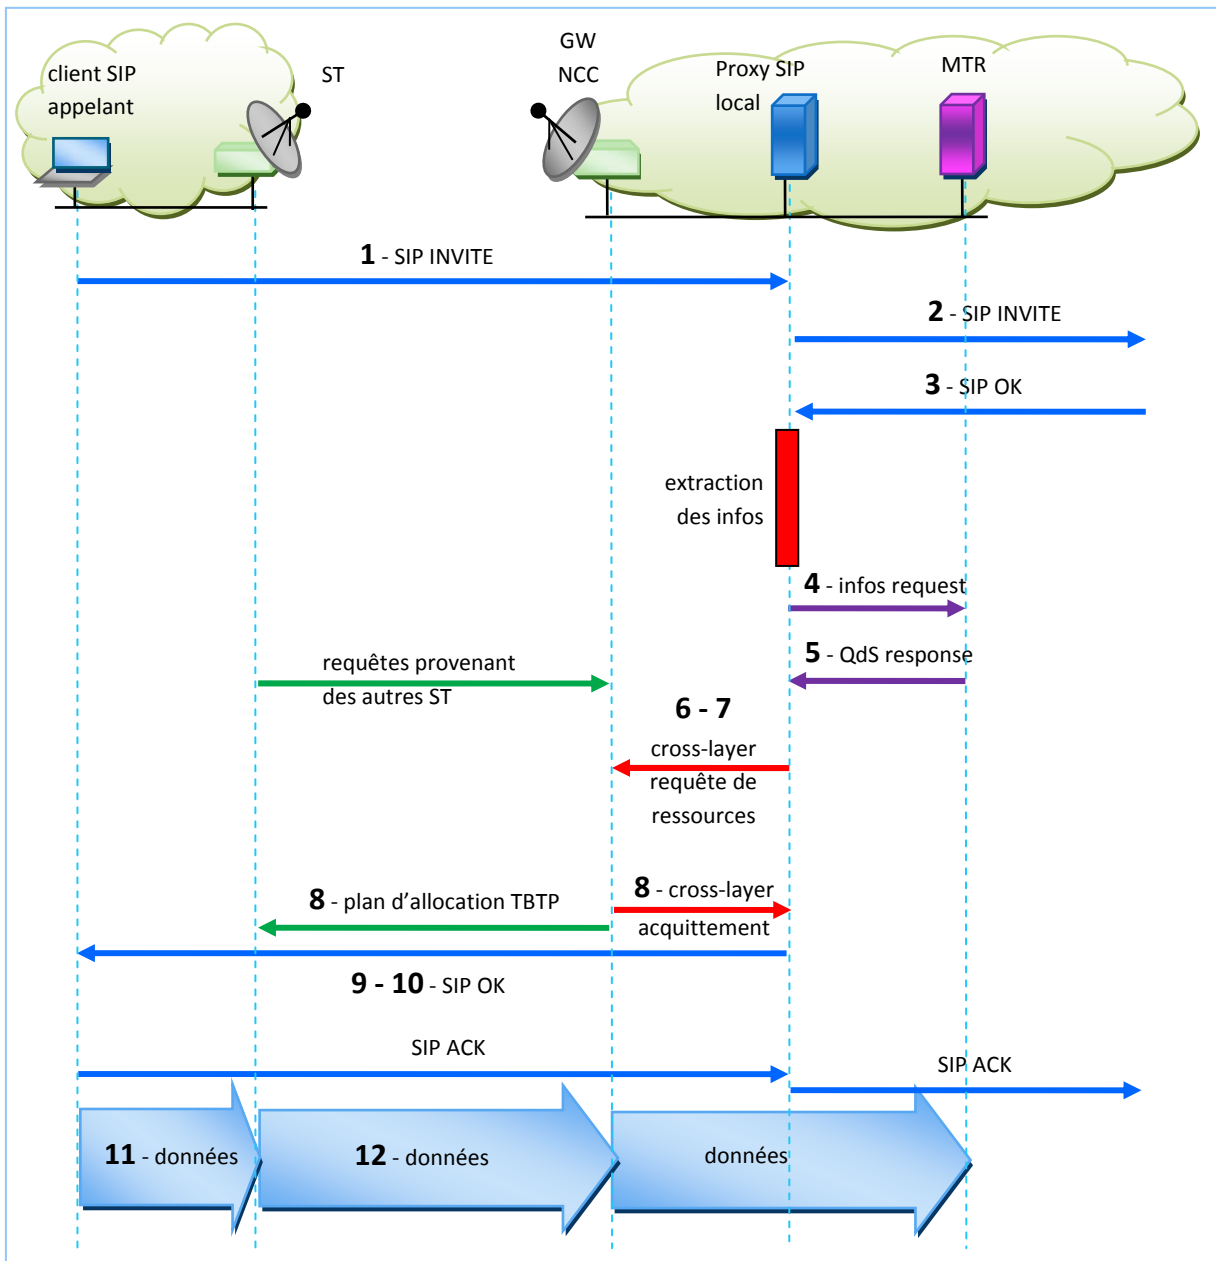 client SIP
appelant
ST
GW
NCC
Proxy SIP
local
MTR
1 - SIP INVITE
2 - SIP INVITE
3 - SIP OK
extraction
des infos
4 - infos request
5 - QdS response
requêtes provenant
des autres ST
6 - 7
cross-layer
requête de
ressources
8 - plan d’allocation TBTP
8 - cross-layer
acquittement
9 - 10 - SIP OK
SIP ACK
SIP ACK
11 - données
12 - données
données